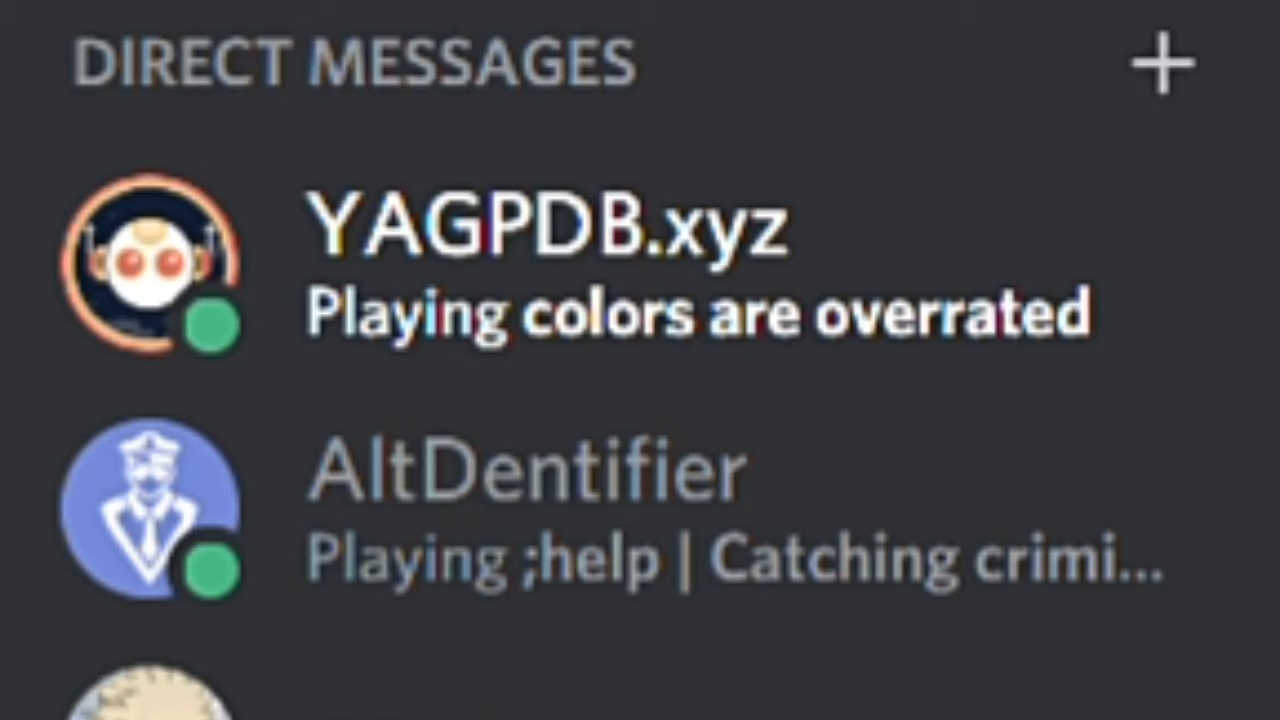 DIRECT MESSAGES
YAGPDB.xyz
Playing colors are overrated
AltDentifier
Playing ;help | Catching crimi...